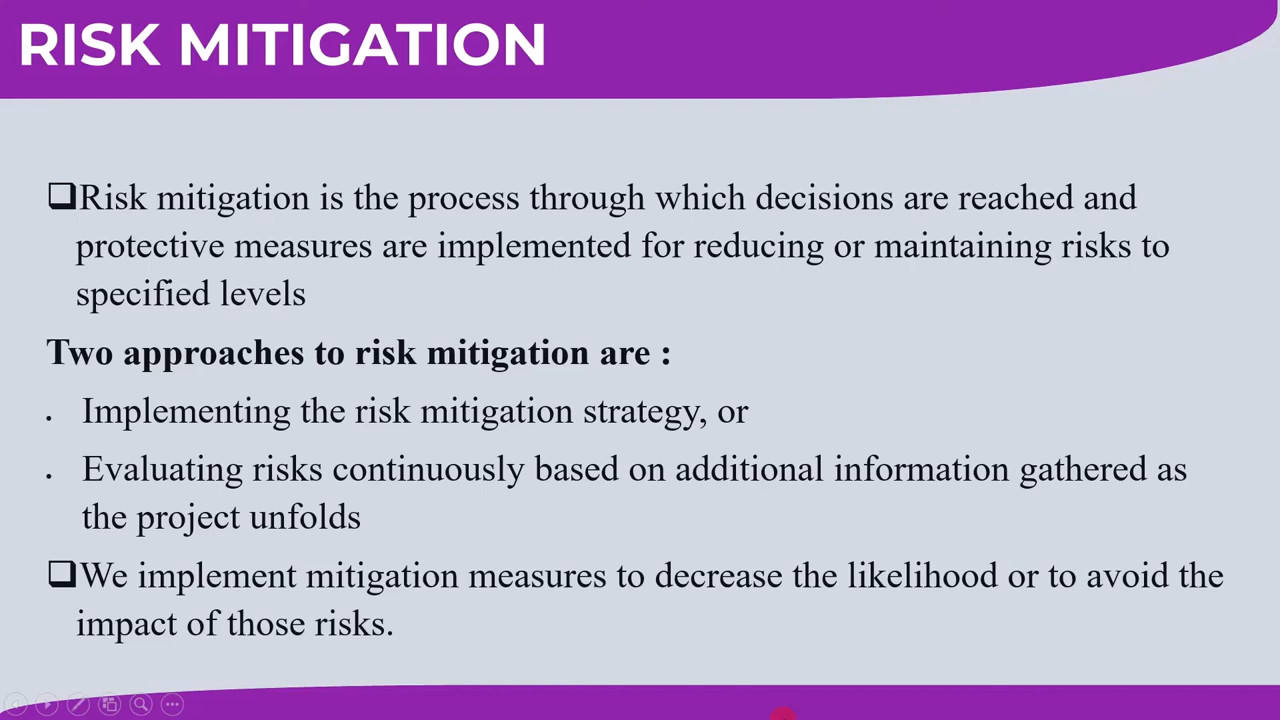 RISK MITIGATION
❑Risk mitigation is the process through which decisions are reached and
protective measures are implemented for reducing or maintaining risks to
specified levels
Two approaches to risk mitigation are :
• Implementing the risk mitigation strategy, or
• Evaluating risks continuously based on additional information gathered as
the project unfolds
❑We implement mitigation measures to decrease the likelihood or to avoid the
impact of those risks.